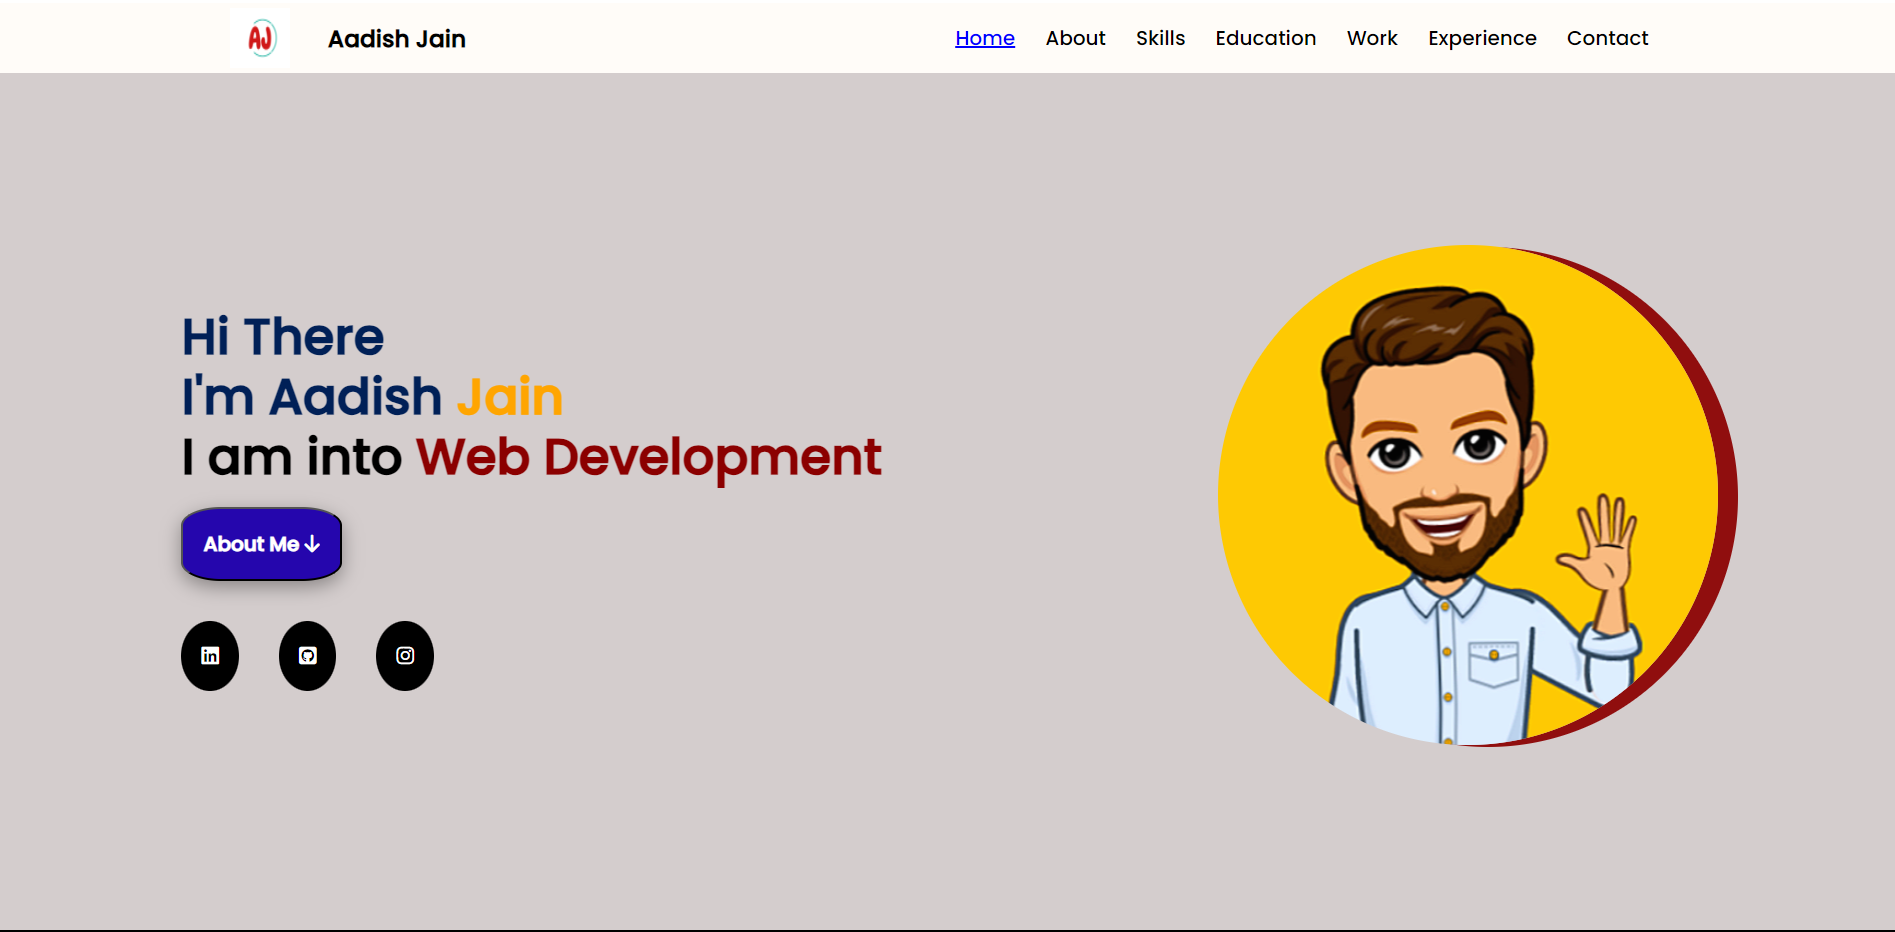 AJ
Aadish Jain
Home About Skills Education Work Experience Contact
Hi There
I'm Aadish Jain
I am into Web Development
About Me ↓
in